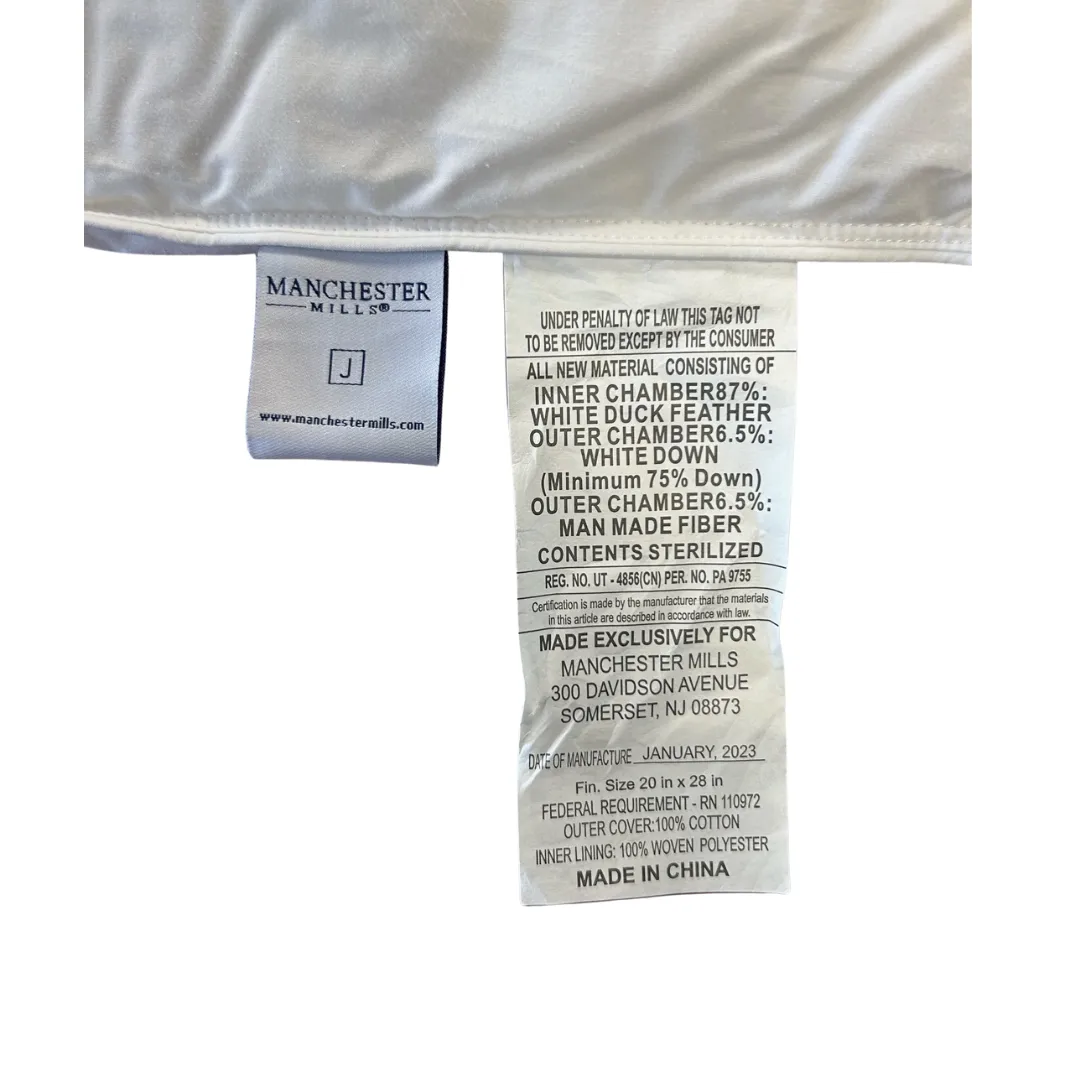 MANCHESTER
MILLS®
J
www.manchestermills.com
UNDER PENALTY OF LAW THIS TAG NOT
TO BE REMOVED EXCEPT BY THE CONSUMER
ALL NEW MATERIAL CONSISTING OF
INNER CHAMBER87%:
WHITE DUCK FEATHER
OUTER CHAMBER6.5%:
WHITE DOWN
(Minimum 75% Down)
OUTER CHAMBER6.5%:
MAN MADE FIBER
CONTENTS STERILIZED
REG. NO. UT - 4856(CN) PER. NO. PA 9755
Certification is made by the manufacturer that the materials
in this article are described in accordance with law.
MADE EXCLUSIVELY FOR
MANCHESTER MILLS
300 DAVIDSON AVENUE
SOMERSET, NJ 08873
DATE OF MANUFACTURE JANUARY, 2023
Fin. Size 20 in x 28 in
FEDERAL REQUIREMENT - RN 110972
OUTER COVER:100% COTTON
INNER LINING: 100% WOVEN POLYESTER
MADE IN CHINA